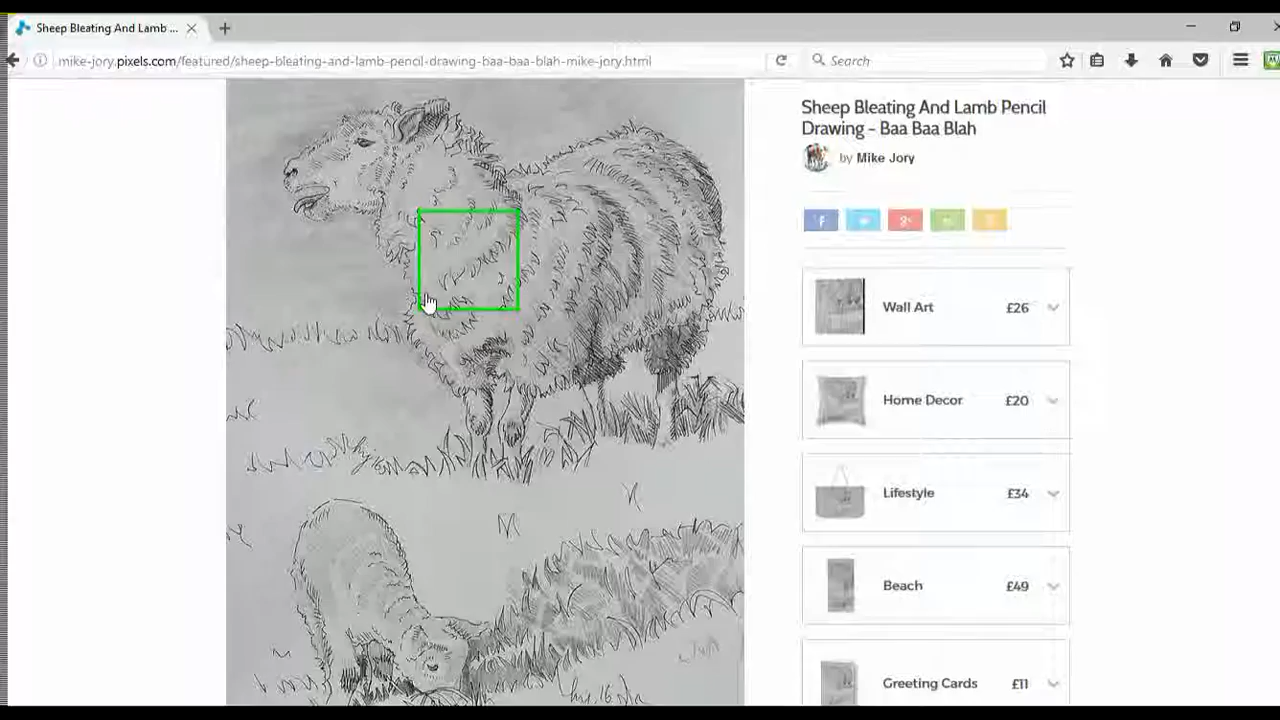 Sheep Bleating And Lamb ...
mike-jory.pixels.com/featured/sheep-bleating-and-lamb-pencil-drawing-baa-baa-blah-mike-jory.html
Search
Sheep Bleating And Lamb Pencil
Drawing - Baa Baa Blah
by Mike Jory
Wall Art £26
Home Decor £20
Lifestyle £34
Beach £49
Greeting Cards £11